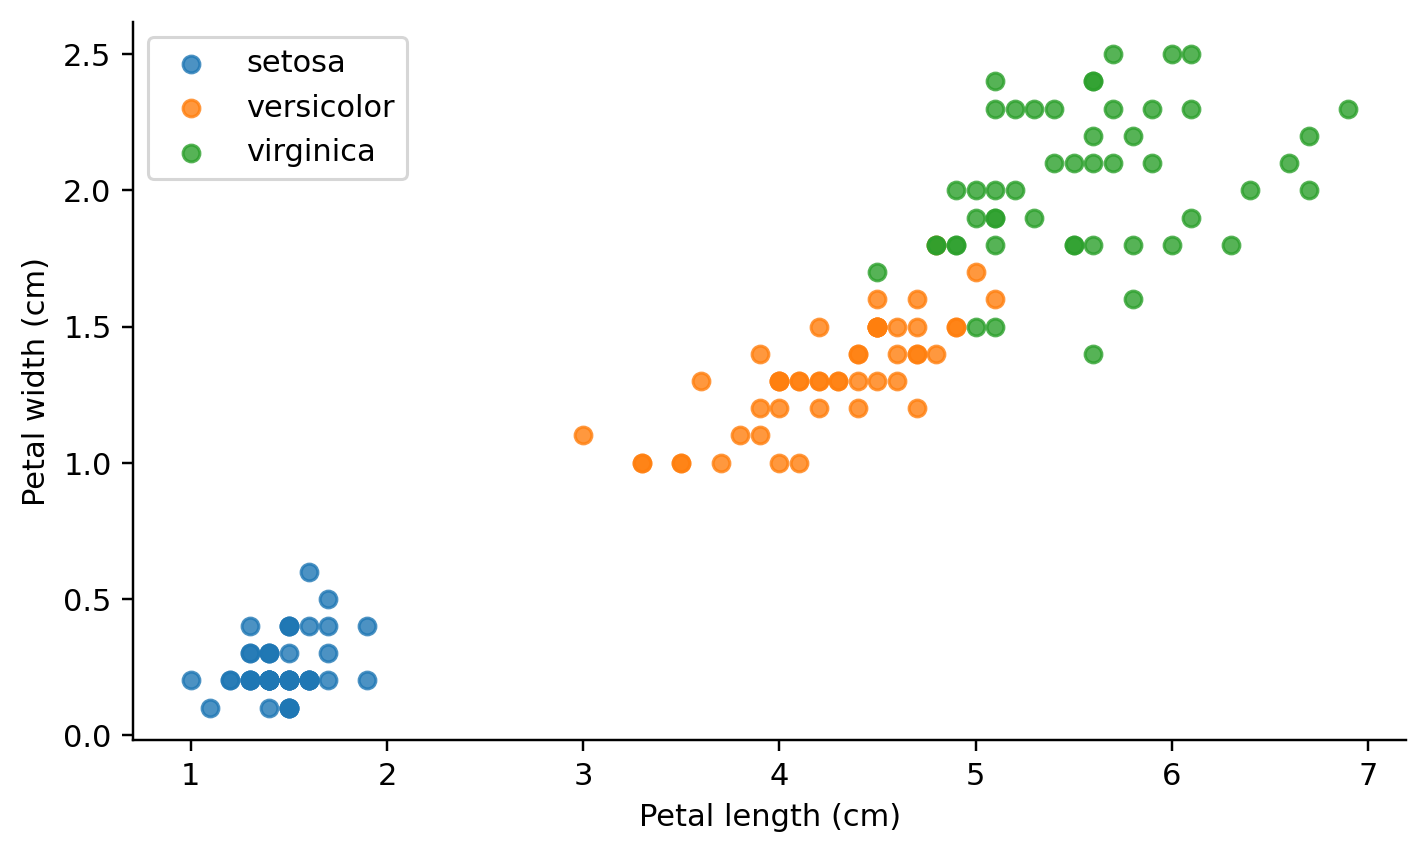 setosa
versicolor
virginica
2.5
2.0
1.5
1.0
0.5
0.0
Petal width (cm)
1 2 3 4 5 6 7
Petal length (cm)